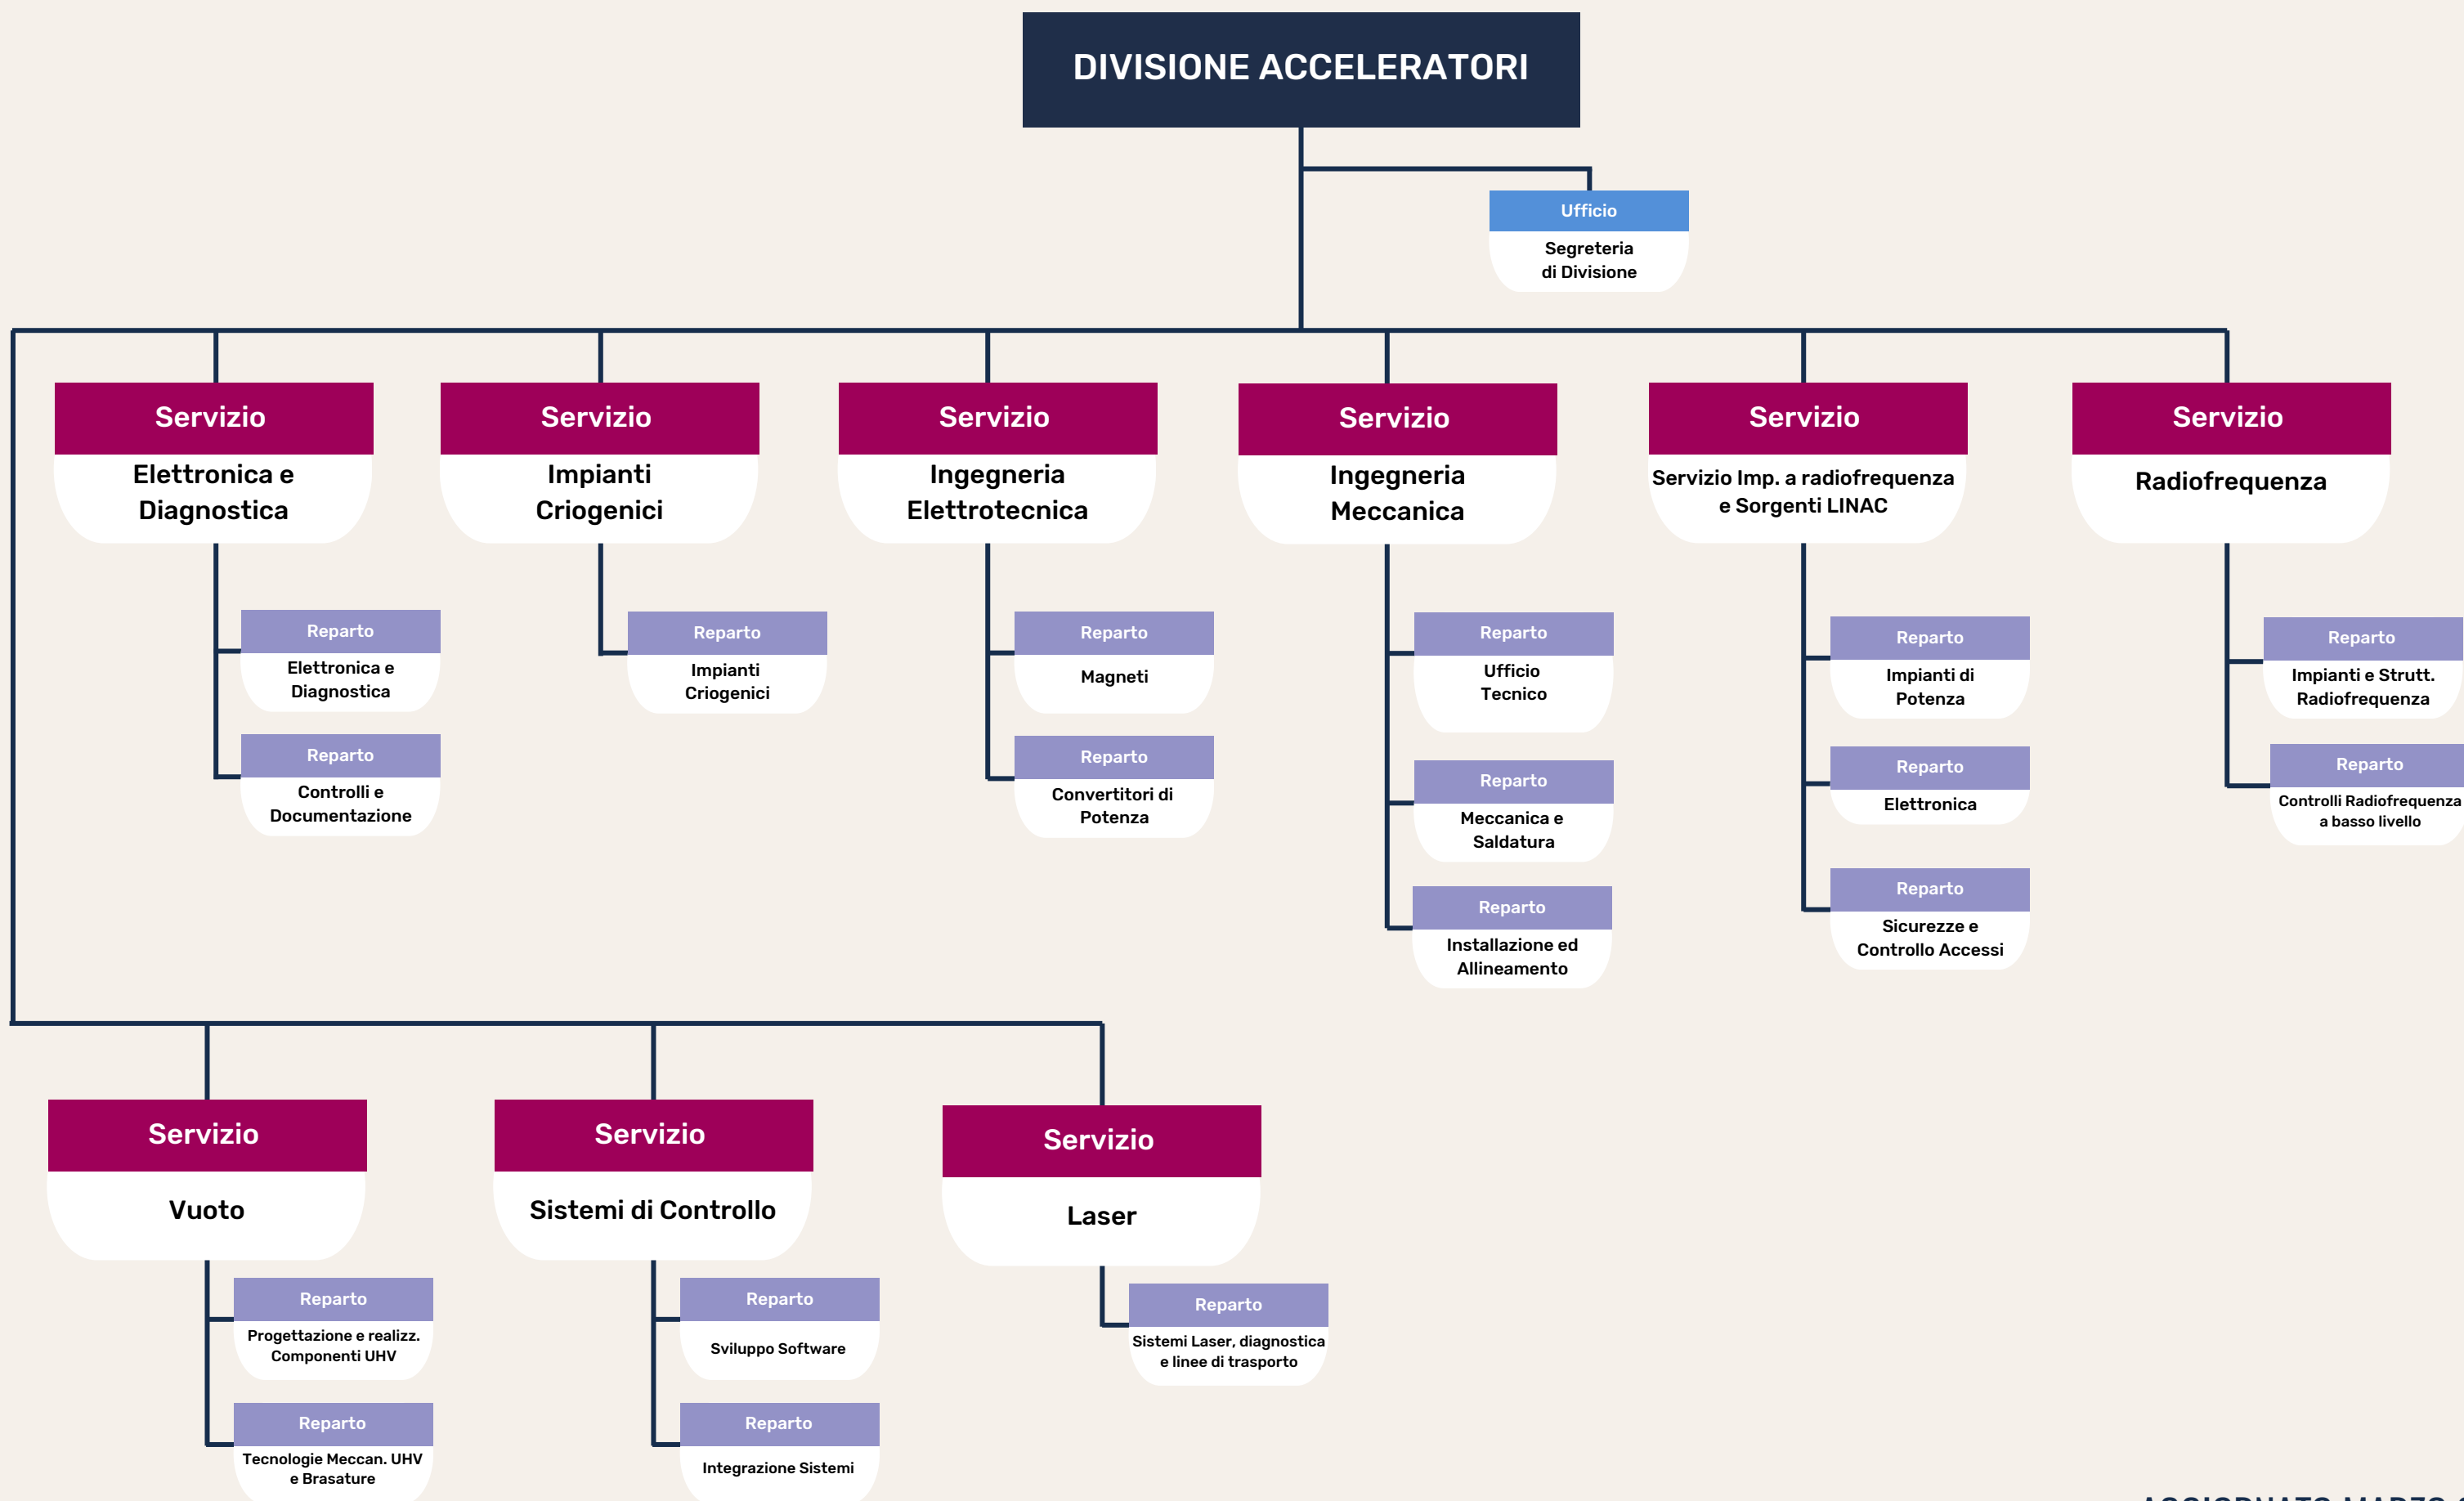 DIVISIONE ACCELERATORI
Ufficio
Segreteria
di Divisione
Servizio
Elettronica e
Diagnostica
Servizio
Impianti
Criogenici
Servizio
Ingegneria
Elettrotecnica
Servizio
Ingegneria
Meccanica
Servizio
Servizio Imp. a radiofrequenza
e Sorgenti LINAC
Servizio
Radiofrequenza
Reparto
Elettronica e
Diagnostica
Reparto
Controlli e
Documentazione
Reparto
Impianti
Criogenici
Reparto
Magneti
Reparto
Convertitori di
Potenza
Reparto
Ufficio
Tecnico
Reparto
Meccanica e
Saldatura
Reparto
Installazione ed
Allineamento
Reparto
Impianti di
Potenza
Reparto
Elettronica
Reparto
Sicurezze e
Controllo Accessi
Reparto
Impianti e Strutt.
Radiofrequenza
Reparto
Controlli Radiofrequenza
a basso livello
Servizio
Vuoto
Servizio
Sistemi di Controllo
Servizio
Laser
Reparto
Progettazione e realizz.
Componenti UHV
Reparto
Tecnologie Meccan. UHV
e Brasature
Reparto
Sviluppo Software
Reparto
Integrazione Sistemi
Reparto
Sistemi Laser, diagnostica
e linee di trasporto
AGGIORNATO MARZO